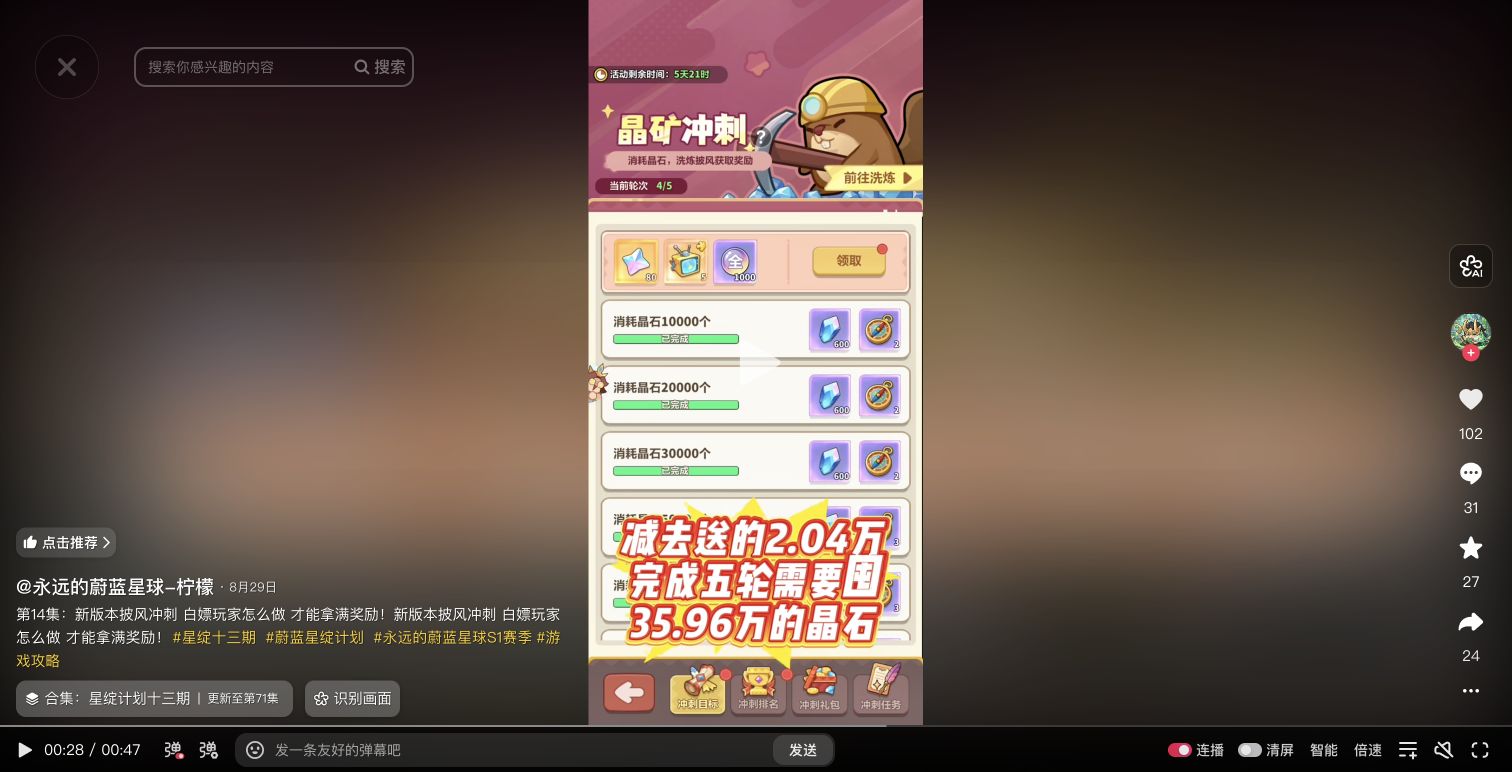 搜索你感兴趣的内容
搜索
活动剩余时间：5天21时
晶矿冲刺
?
消耗晶石，洗炼披风获取奖励
前往洗炼
当前轮次 4/5
80
5
全
1000
领取
消耗晶石10000个
已完成
600
2
消耗晶石20000个
已完成
600
2
消耗晶石30000个
已完成
600
2
3
3
减去送的2.04万
完成五轮需要囤
35.96万的晶石
冲刺目标
冲刺排名
冲刺礼包
冲刺任务
AI
102
31
27
24
点击推荐
@永远的蔚蓝星球–柠檬 · 8月29日
第14集：新版本披风冲刺 白嫖玩家怎么做 才能拿满奖励！新版本披风冲刺 白嫖玩家
怎么做 才能拿满奖励！#星绽十三期 #蔚蓝星绽计划 #永远的蔚蓝星球S1赛季 #游
戏攻略
合集：星绽计划十三期 | 更新至第71集
识别画面
00:28 / 00:47
弹
弹
发一条友好的弹幕吧
发送
连播
清屏
智能
倍速